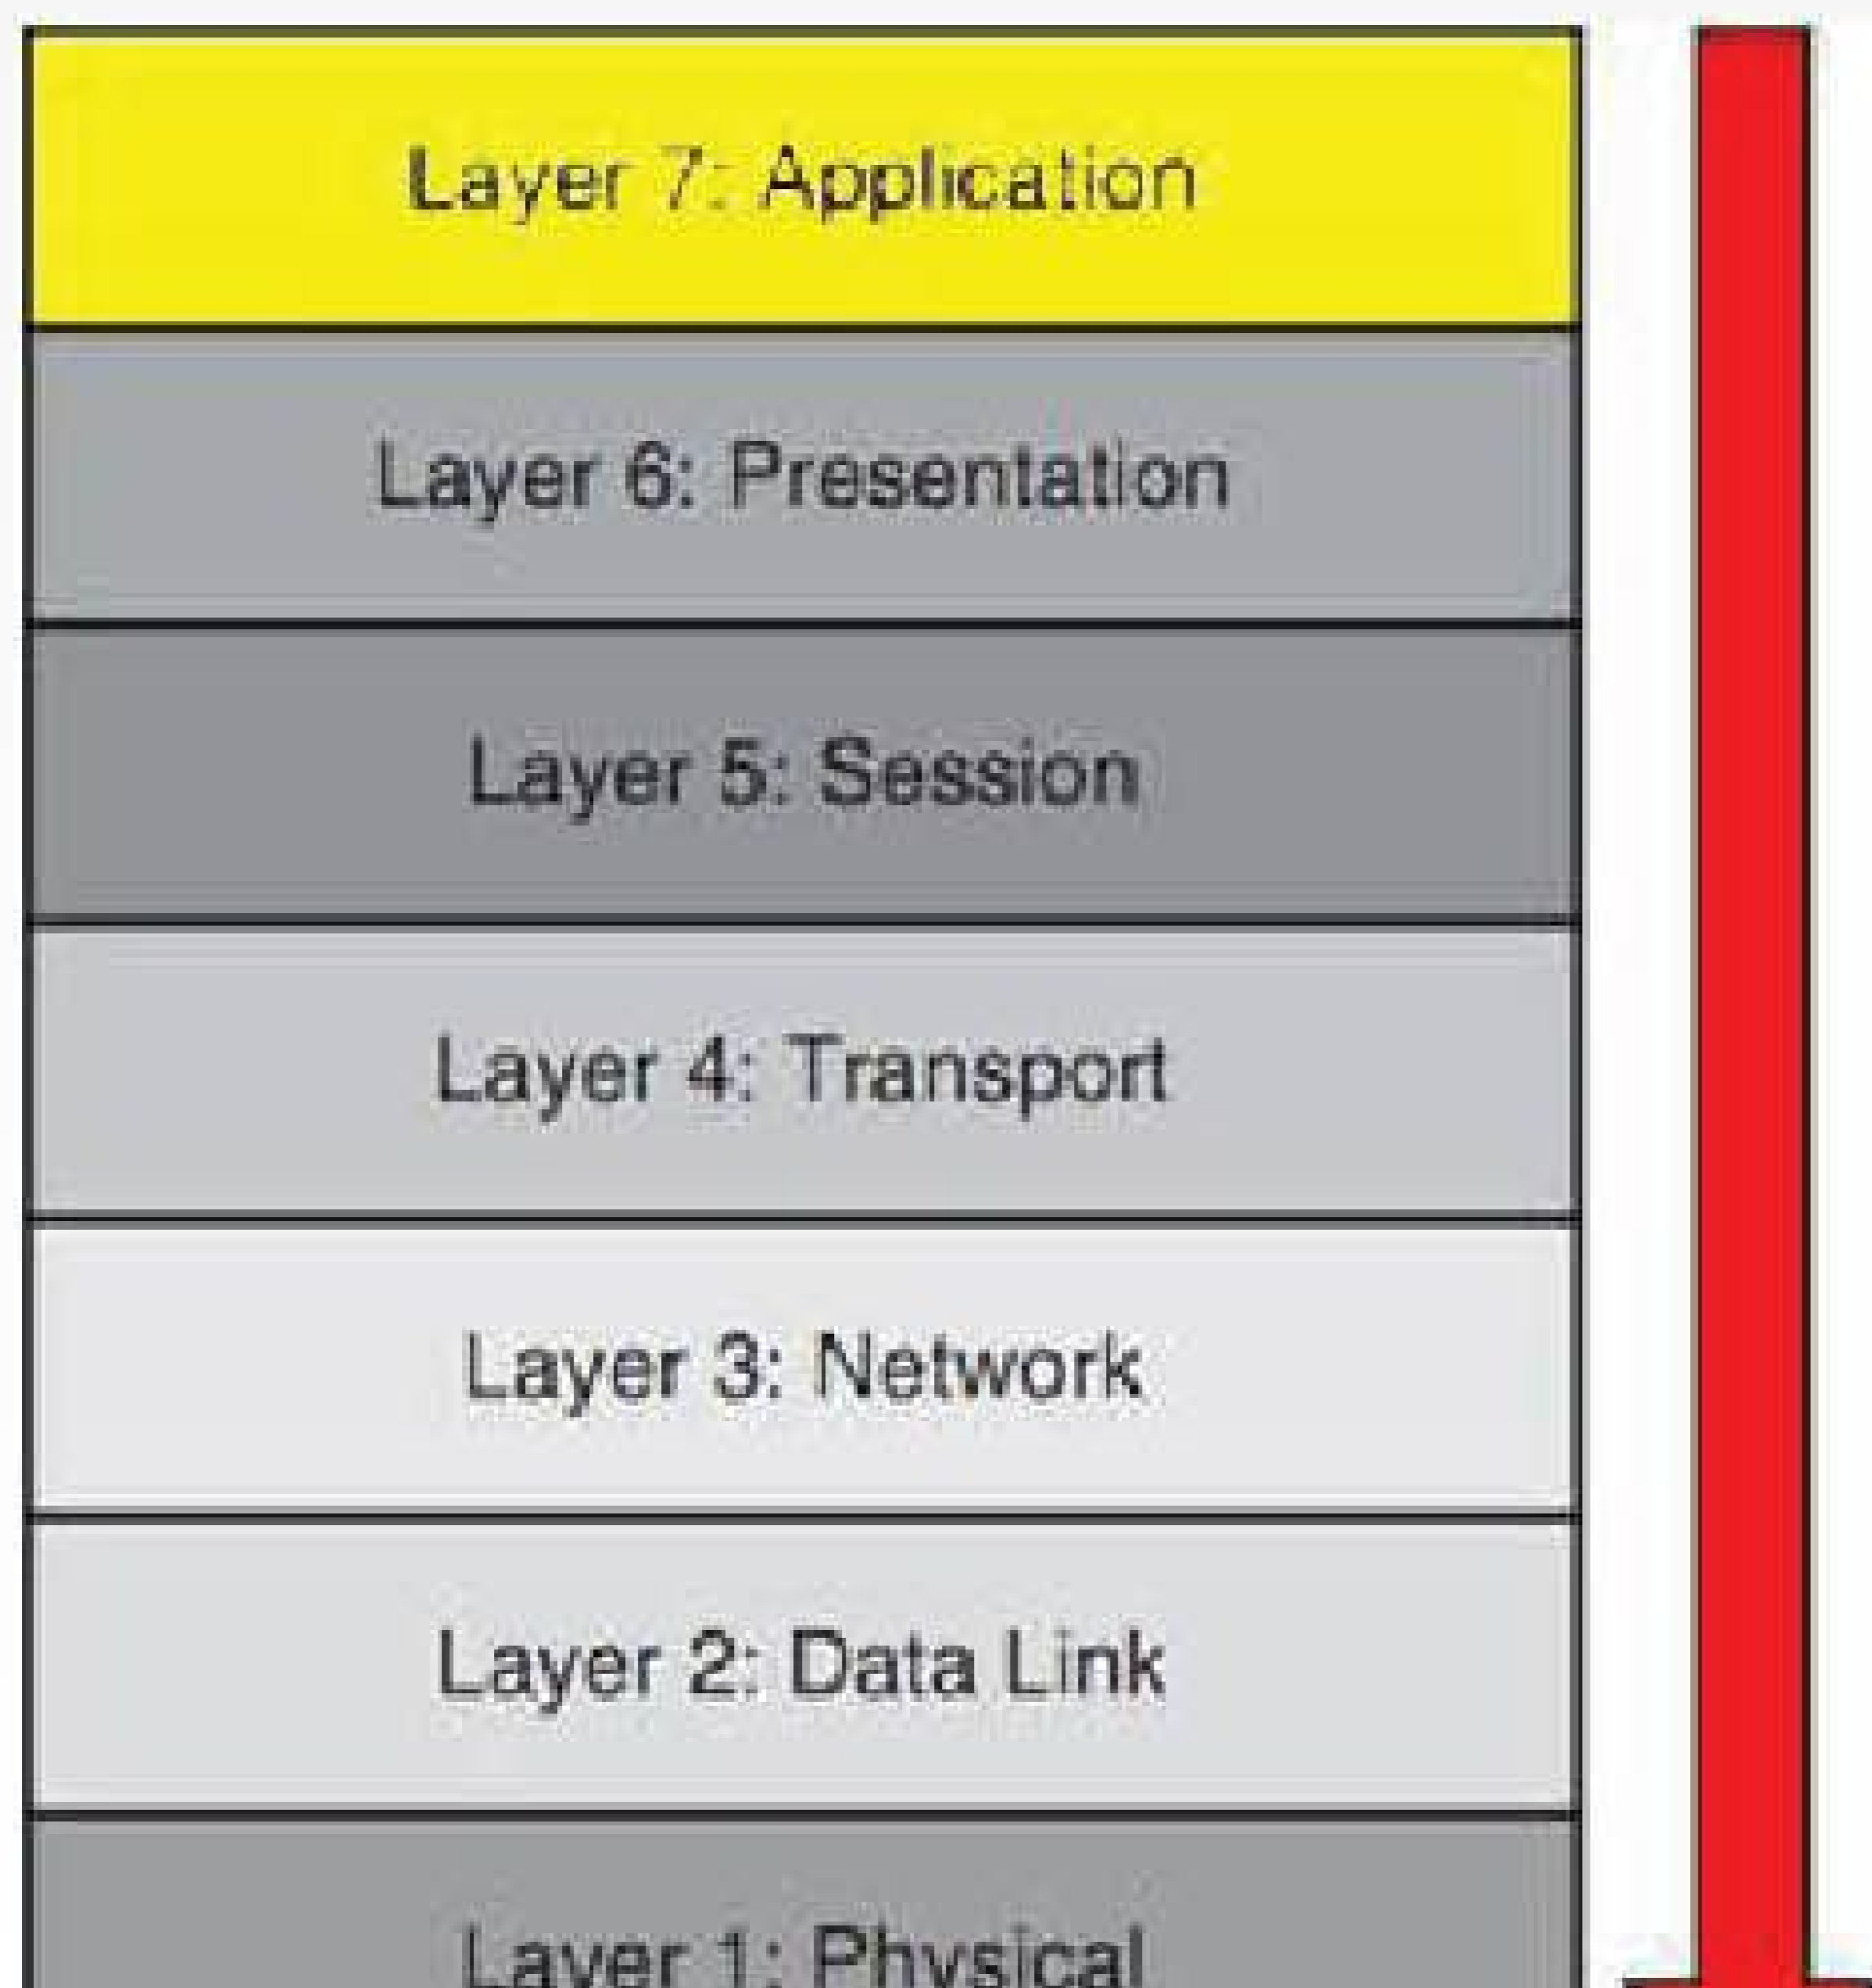 Layer 7: Application
Layer 6: Presentation
Layer 5: Session
Layer 4: Transport
Layer 3: Network
Layer 2: Data Link
Layer 1: Physical